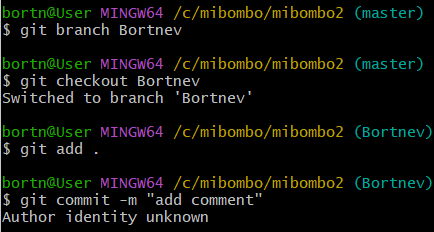 bortn@User MINGW64 /c/mibombo/mibombo2 (master)
$ git branch Bortnev
bortn@User MINGW64 /c/mibombo/mibombo2 (master)
$ git checkout Bortnev
Switched to branch 'Bortnev'
bortn@User MINGW64 /c/mibombo/mibombo2 (Bortnev)
$ git add .
bortn@User MINGW64 /c/mibombo/mibombo2 (Bortnev)
$ git commit -m "add comment"
Author identity unknown